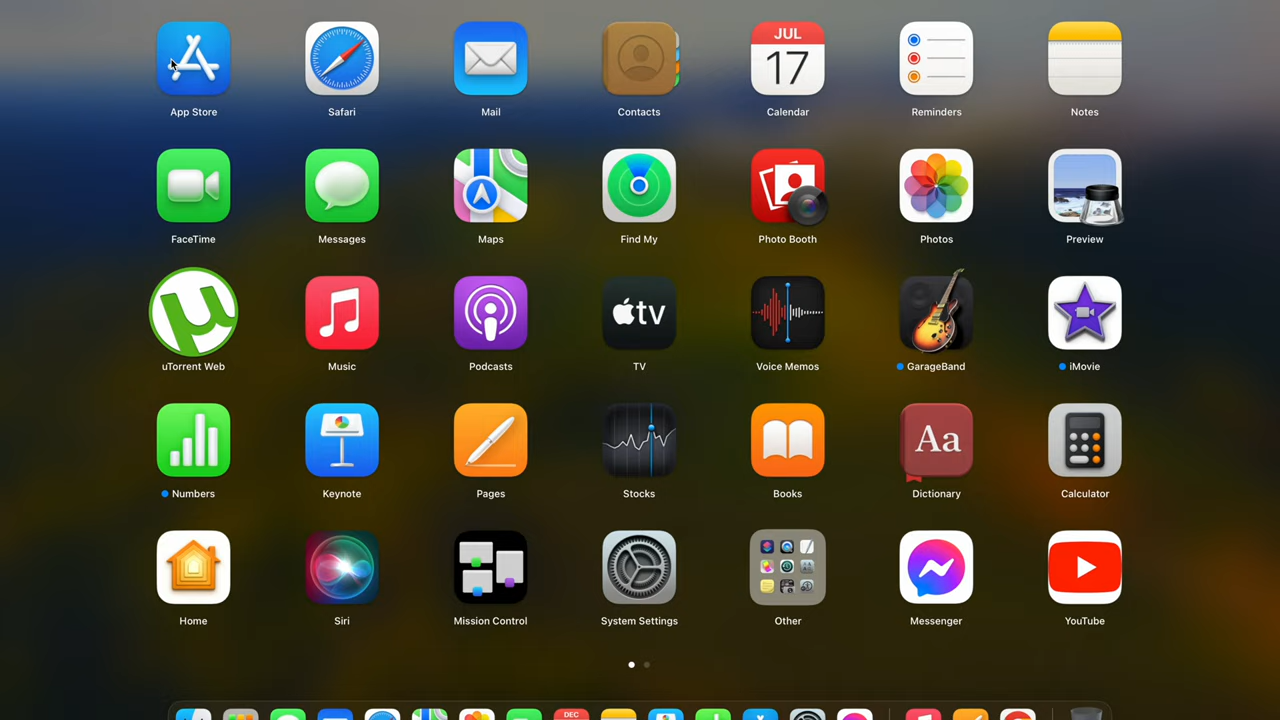 JUL
17
App Store
Safari
Mail
Contacts
Calendar
Reminders
Notes
FaceTime
Messages
Maps
Find My
Photo Booth
Photos
Preview
tv
uTorrent Web
Music
Podcasts
TV
Voice Memos
GarageBand
iMovie
Aa
Numbers
Keynote
Pages
Stocks
Books
Dictionary
Calculator
Home
Siri
Mission Control
System Settings
Other
Messenger
YouTube
DEC